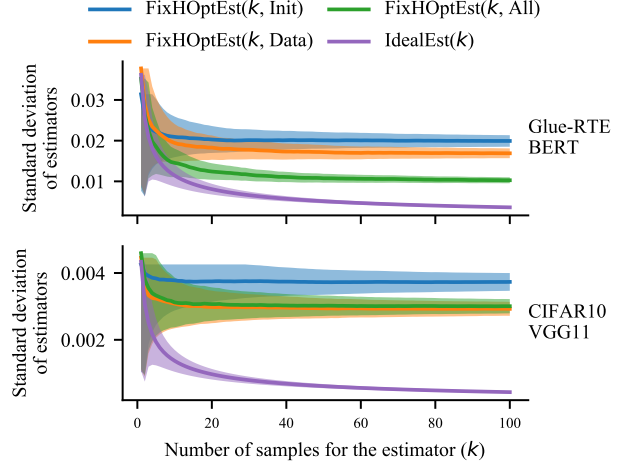 FixHOptEst(k, Init)
FixHOptEst(k, All)
FixHOptEst(k, Data)
IdealEst(k)
Standard deviation
of estimators
0.03
0.02
0.01
Glue-RTE
BERT
Standard deviation
of estimators
0.004
0.002
CIFAR10
VGG11
0
20
40
60
80
100
Number of samples for the estimator (k)